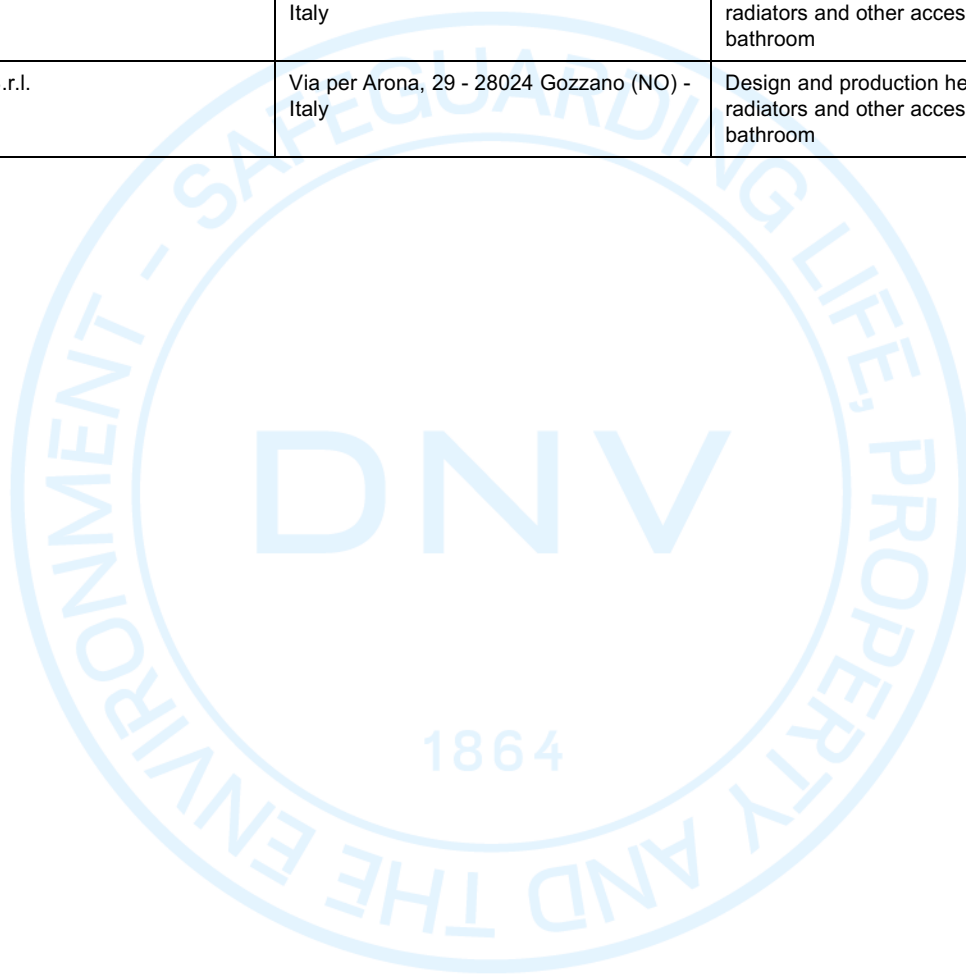 Italy
radiators and other acces
bathroom
.r.l.
Via per Arona, 29 - 28024 Gozzano (NO) -
Italy
Design and production he
radiators and other acces
bathroom
SAFEGUARDING LIFE, PROPERTY AND THE ENVIRONMENT -
DNV
1864